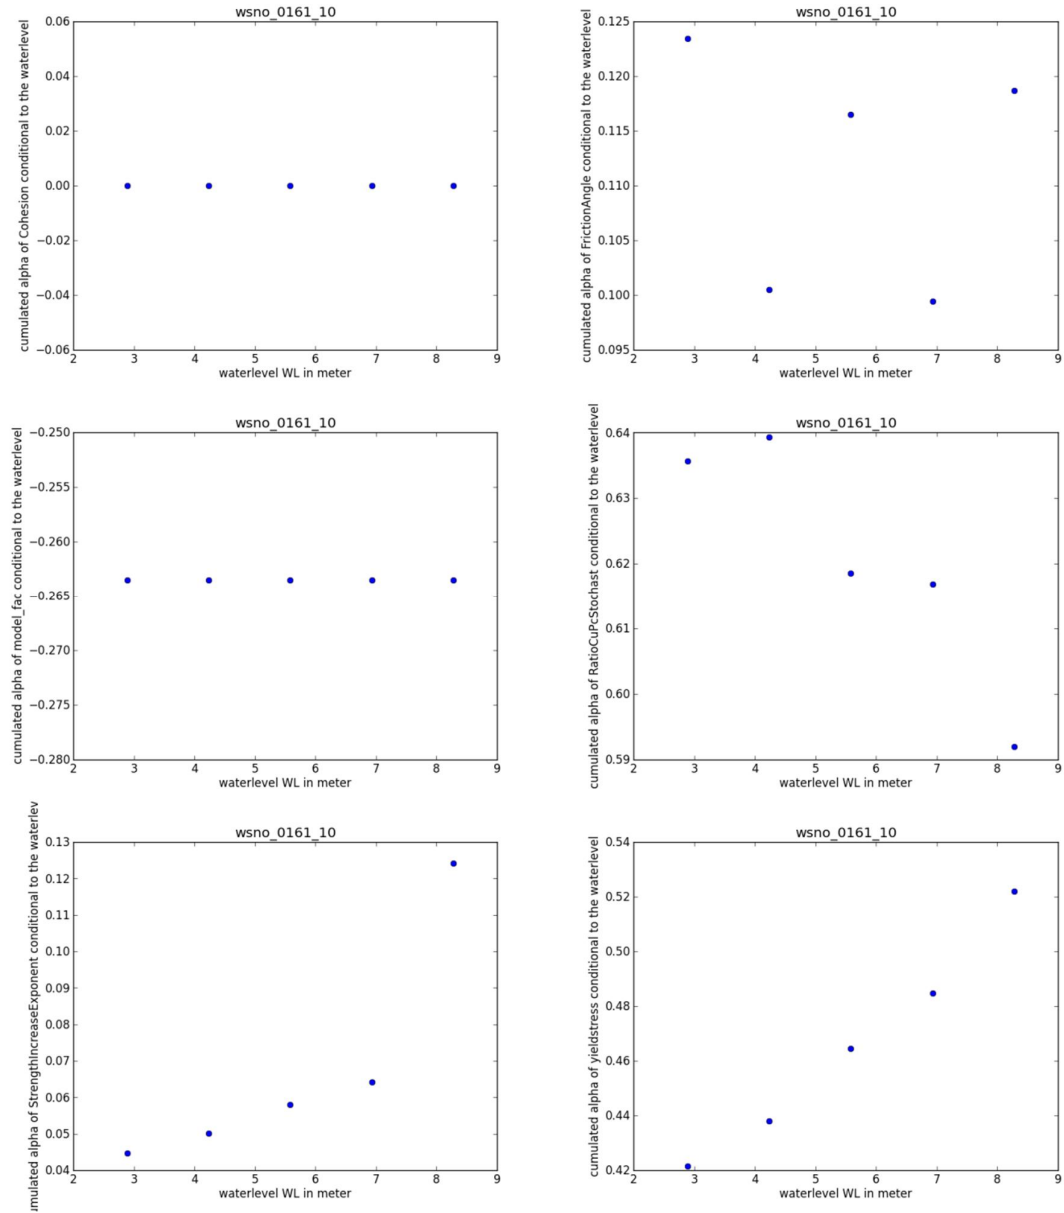 wsno_0161_10
cumulated alpha of Cohesion conditional to the waterlevel
0.06
0.04
0.02
0.00
−0.02
−0.04
−0.06
2 3 4 5 6 7 8 9
waterlevel WL in meter
wsno_0161_10
cumulated alpha of FrictionAngle conditional to the waterlevel
0.125
0.120
0.115
0.110
0.105
0.100
0.095
2 3 4 5 6 7 8 9
waterlevel WL in meter
wsno_0161_10
cumulated alpha of model_fac conditional to the waterlevel
−0.250
−0.255
−0.260
−0.265
−0.270
−0.275
−0.280
2 3 4 5 6 7 8 9
waterlevel WL in meter
wsno_0161_10
cumulated alpha of RatioCuPcStochast conditional to the waterlevel
0.64
0.63
0.62
0.61
0.60
0.59
2 3 4 5 6 7 8 9
waterlevel WL in meter
wsno_0161_10
umulated alpha of StrengthIncreaseExponent conditional to the waterlev
0.13
0.12
0.11
0.10
0.09
0.08
0.07
0.06
0.05
0.04
2 3 4 5 6 7 8 9
waterlevel WL in meter
wsno_0161_10
cumulated alpha of yieldstress conditional to the waterlevel
0.54
0.52
0.50
0.48
0.46
0.44
0.42
2 3 4 5 6 7 8 9
waterlevel WL in meter